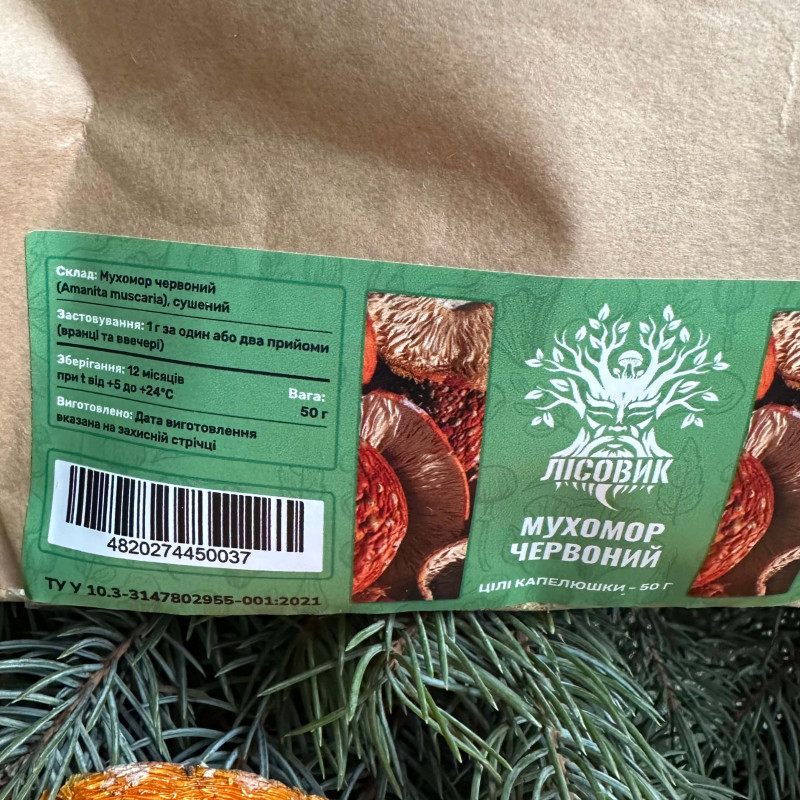 Склад: Мухомор червоний
(Amanita muscaria), сушений
Застосування: 1 г за один або два прийоми
(вранці та ввечері)
Зберігання: 12 місяців
при t від +5 до +24°C
Вага:
50 г
Виготовлено: Дата виготовлення
вказана на захисній стрічці
4820274450037
ТУ У 10.3-3147802955-001:2021
ЛІСОВИК
МУХОМОР
ЧЕРВОНИЙ
ЦІЛІ КАПЕЛЮШКИ - 50 Г